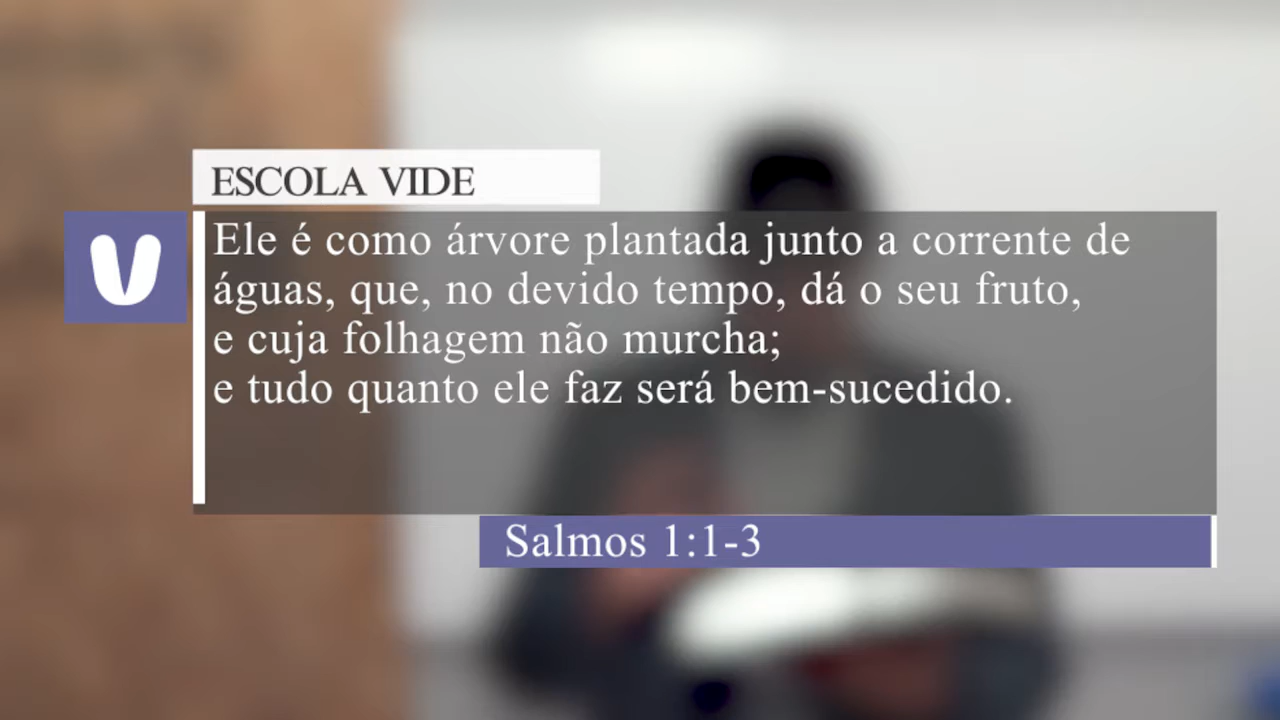 ESCOLA VIDE
Ele é como árvore plantada junto a corrente de
águas, que, no devido tempo, dá o seu fruto,
e cuja folhagem não murcha;
e tudo quanto ele faz será bem-sucedido.
Salmos 1:1-3